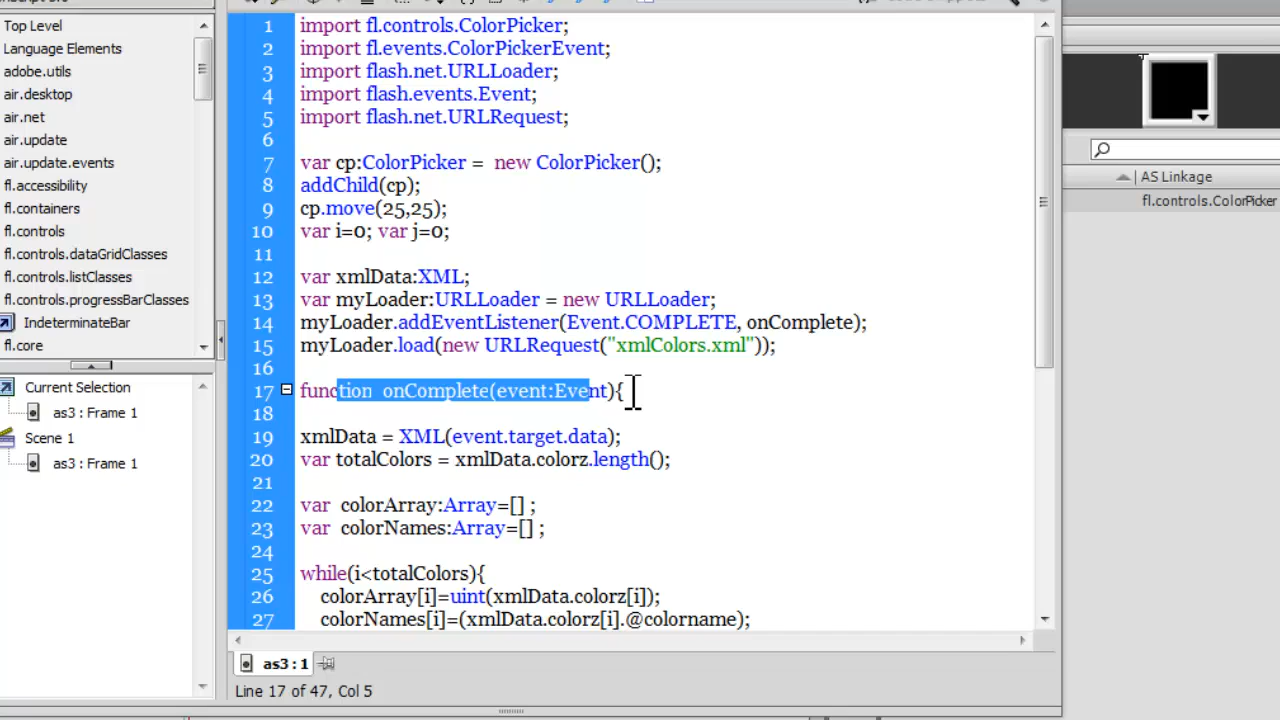 Top Level
Language Elements
adobe.utils
air.desktop
air.net
air.update
air.update.events
fl.accessibility
fl.containers
fl.controls
fl.controls.dataGridClasses
fl.controls.listClasses
fl.controls.progressBarClasses
IndeterminateBar
fl.core
Current Selection
as3 : Frame 1
Scene 1
as3 : Frame 1
1 import fl.controls.ColorPicker;
2 import fl.events.ColorPickerEvent;
3 import flash.net.URLLoader;
4 import flash.events.Event;
5 import flash.net.URLRequest;
6
7 var cp:ColorPicker = new ColorPicker();
8 addChild(cp);
9 cp.move(25,25);
10 var i=0; var j=0;
11
12 var xmlData:XML;
13 var myLoader:URLLoader = new URLLoader;
14 myLoader.addEventListener(Event.COMPLETE, onComplete);
15 myLoader.load(new URLRequest("xmlColors.xml"));
16
17 function onComplete(event:Event){
18
19 xmlData = XML(event.target.data);
20 var totalColors = xmlData.colorz.length();
21
22 var colorArray:Array=[] ;
23 var colorNames:Array=[] ;
24
25 while(i<totalColors){
26 colorArray[i]=uint(xmlData.colorz[i]);
27 colorNames[i]=(xmlData.colorz[i].@colorname);
as3 : 1
Line 17 of 47, Col 5
AS Linkage
fl.controls.ColorPicker